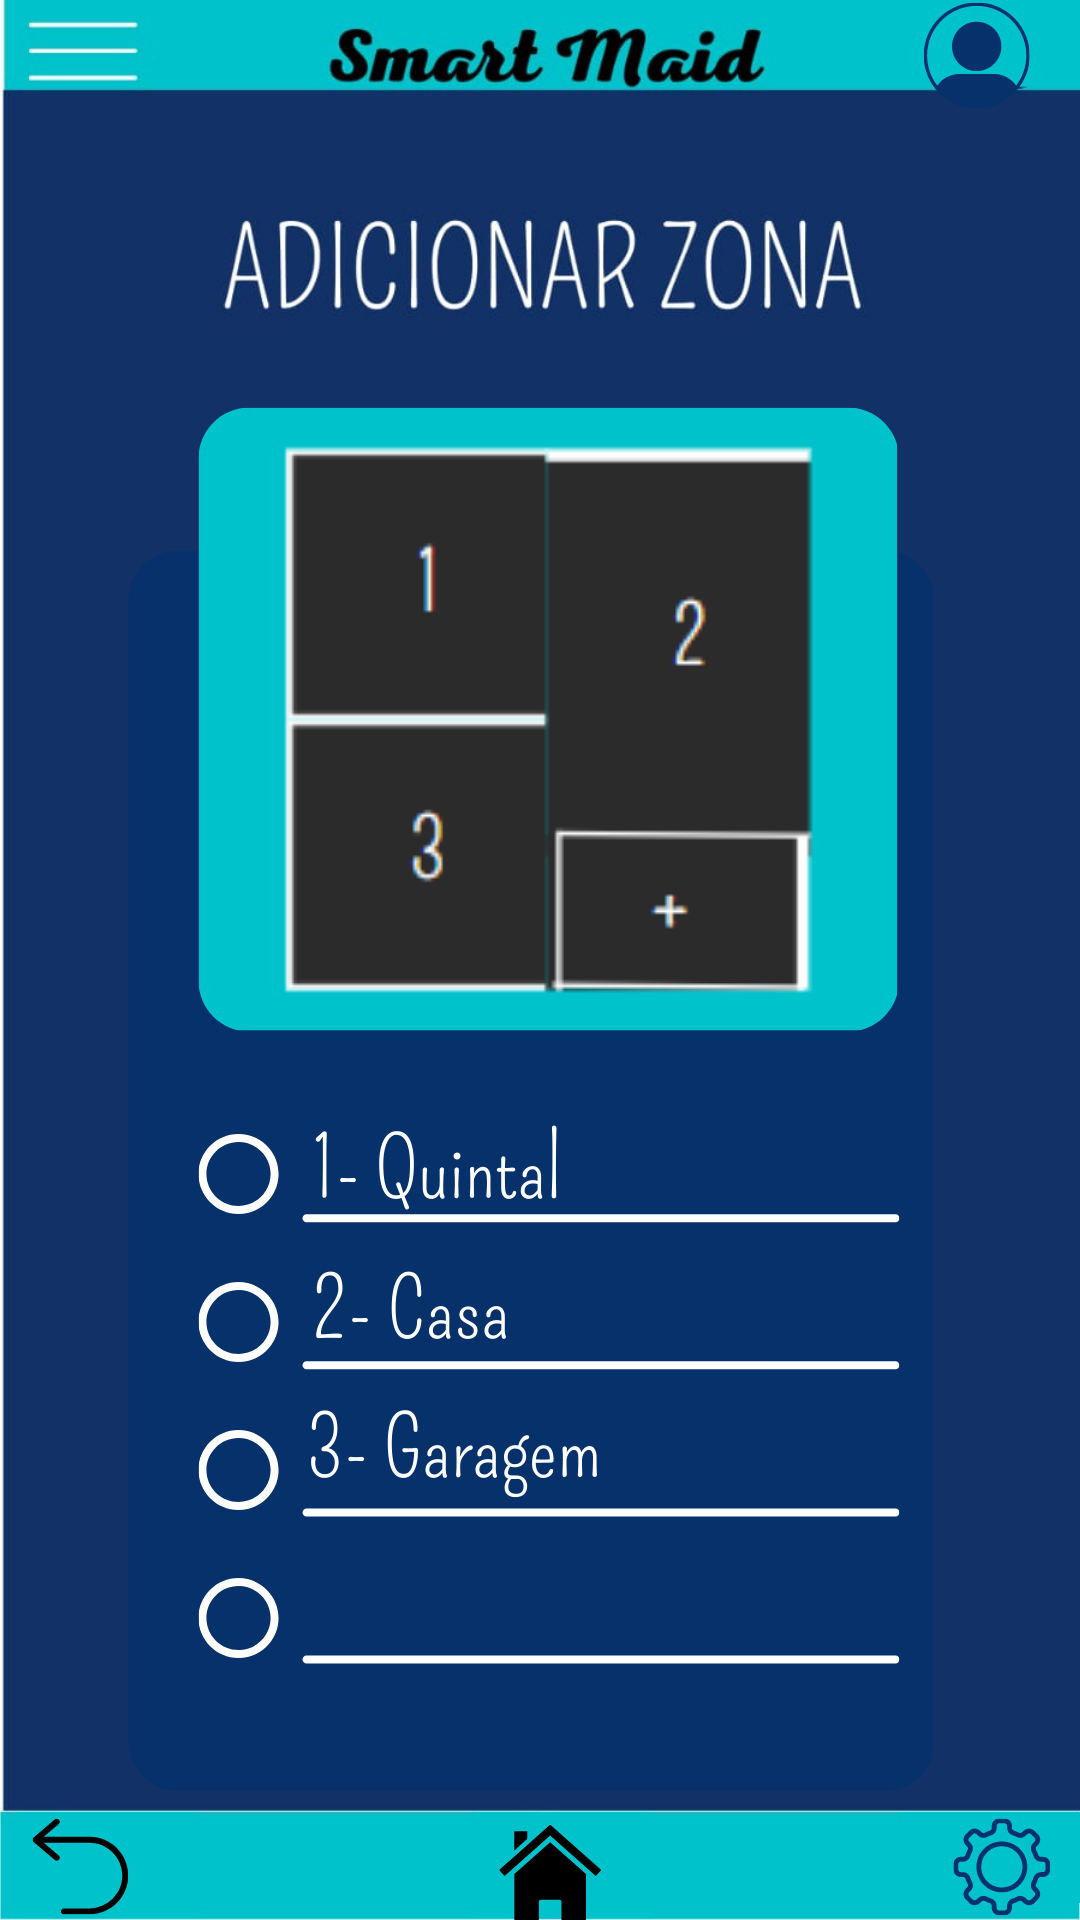 Smart Maid
ADICIONAR ZONA
1
2
3
+
1- Quintal
2- Casa
3- Garagem